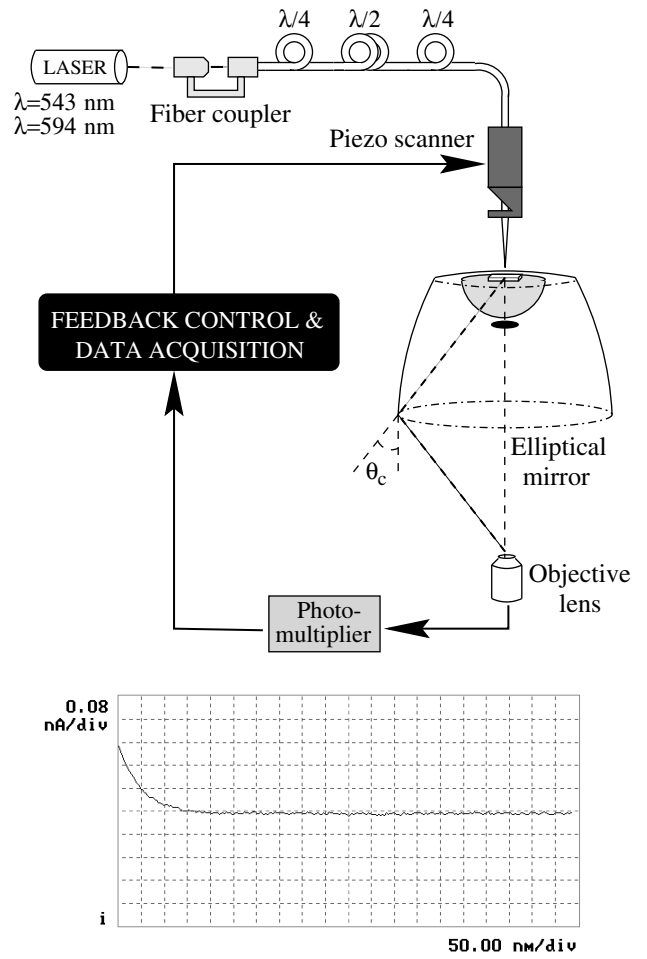 λ/4 λ/2 λ/4
LASER
λ=543 nm
λ=594 nm
Fiber coupler
Piezo scanner
FEEDBACK CONTROL &
DATA ACQUISITION
Elliptical
mirror
θc
Objective
lens
Photo-
multiplier
0.08
nA/div
i
50.00 nm/div